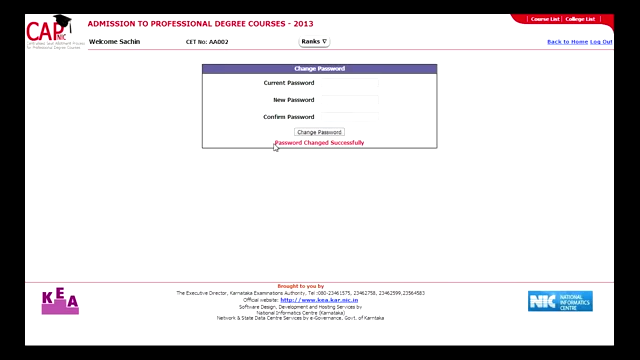 Course List | College List |
CAPNIC
ADMISSION TO PROFESSIONAL DEGREE COURSES - 2013
Welcome Sachin CET No: AA002 Ranks ∇ Back to Home Log Out
Change Password
Current Password
New Password
Confirm Password
Change Password
Password Changed Successfully
Brought to you by
The Executive Director, Karnataka Examinations Authority, Tel:080-23461575, 23462758, 23462599,23564583
Official website: http://www.kea.kar.nic.in
Software Design, Development and Hosting by
National Informatics Centre (Karnataka)
Network & State Data Centre Services by e-Governance, Govt. of Karntaka
KEA
NIC NATIONAL
INFORMATICS
CENTRE